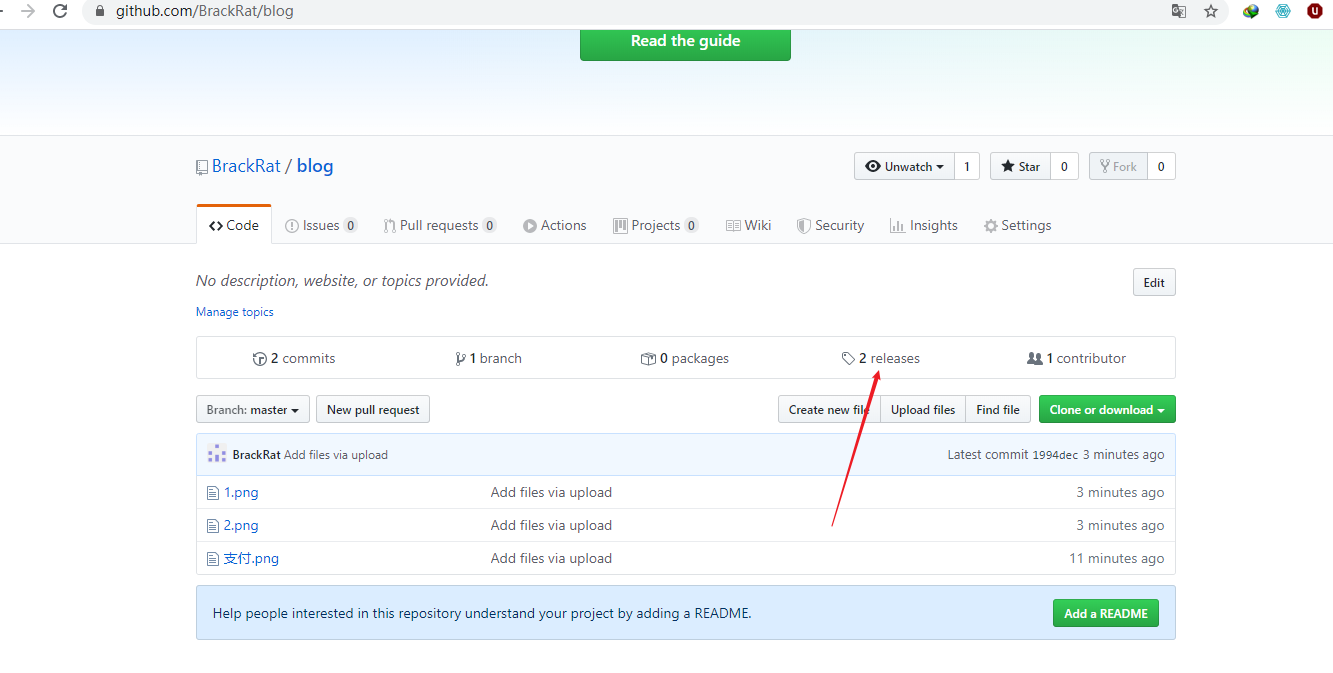 github.com/BrackRat/blog
Read the guide
BrackRat / blog
Unwatch 1 Star 0 Fork 0
Code Issues 0 Pull requests 0 Actions Projects 0 Wiki Security Insights Settings
No description, website, or topics provided. Edit
Manage topics
2 commits 1 branch 0 packages 2 releases 1 contributor
Branch: master New pull request Create new file Upload files Find file Clone or download
BrackRat Add files via upload Latest commit 1994dec 3 minutes ago
1.png Add files via upload 3 minutes ago
2.png Add files via upload 3 minutes ago
支付.png Add files via upload 11 minutes ago
Help people interested in this repository understand your project by adding a README. Add a README